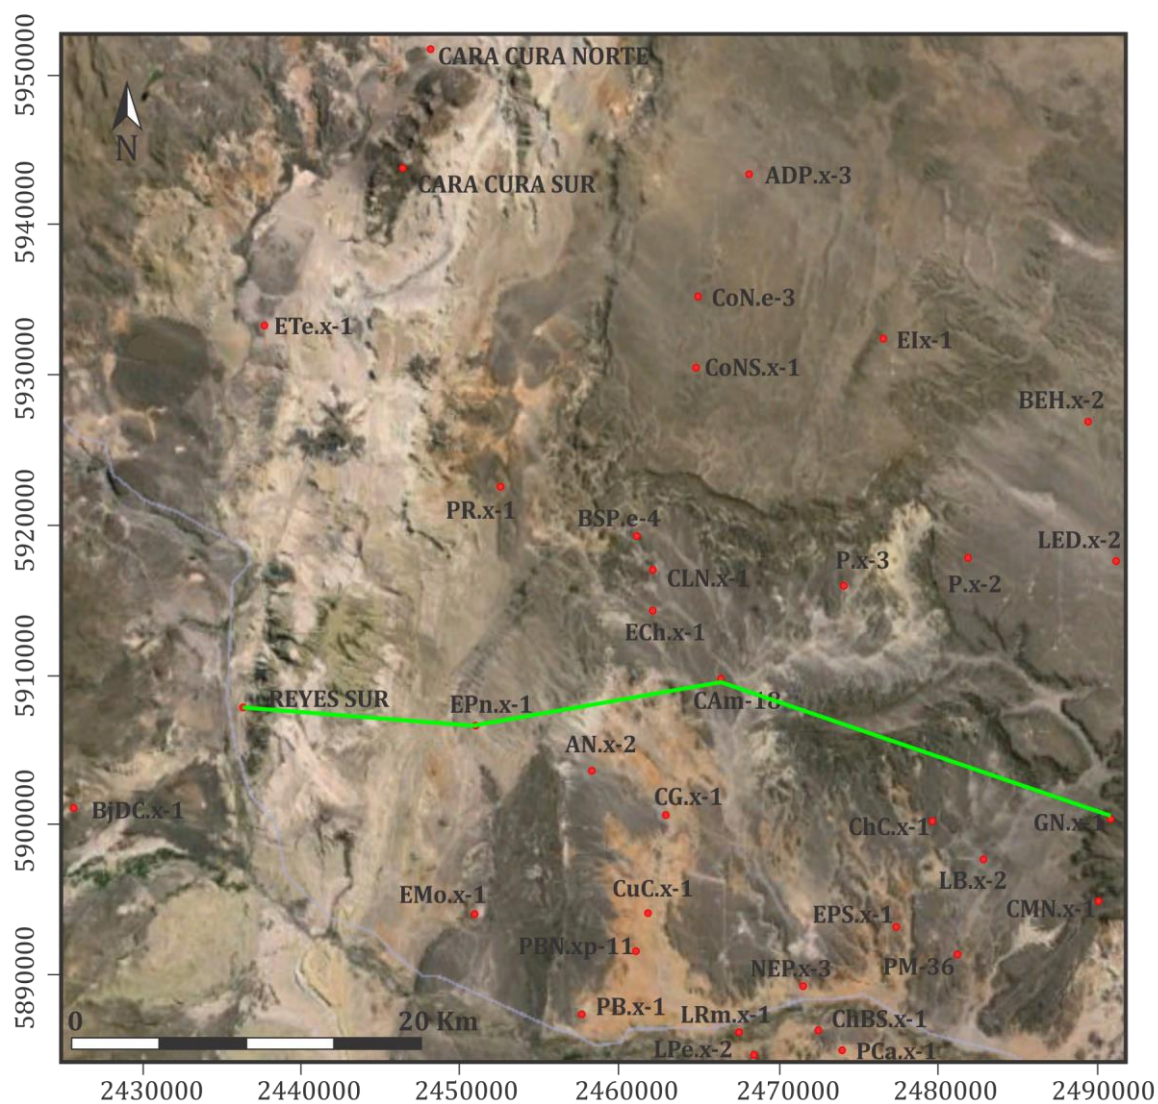 CARA CURA NORTE
5950000
N
ADP.x-3
CARA CURA SUR
5940000
CoN.e-3
ETe.x-1
EIx-1
CoNS.x-1
5930000
BEH.x-2
PR.x-1
BSP.e-4
5920000
LED.x-2
P.x-3
CLN.x-1
P.x-2
ECh.x-1
5910000
REYES SUR
EPn.x-1
CAm-18
AN.x-2
CG.x-1
BjDC.x-1
GN.x-1
ChC.x-1
5900000
LB.x-2
CuC.x-1
EMo.x-1
CMN.x-1
EPS.x-1
PBN.xp-11
NEP.x-3
PM-36
5890000
PB.x-1
LRm.x-1
ChBS.x-1
0
20 Km
LPe.x-2
PCa.x-1
2430000
2440000
2450000
2460000
2470000
2480000
2490000